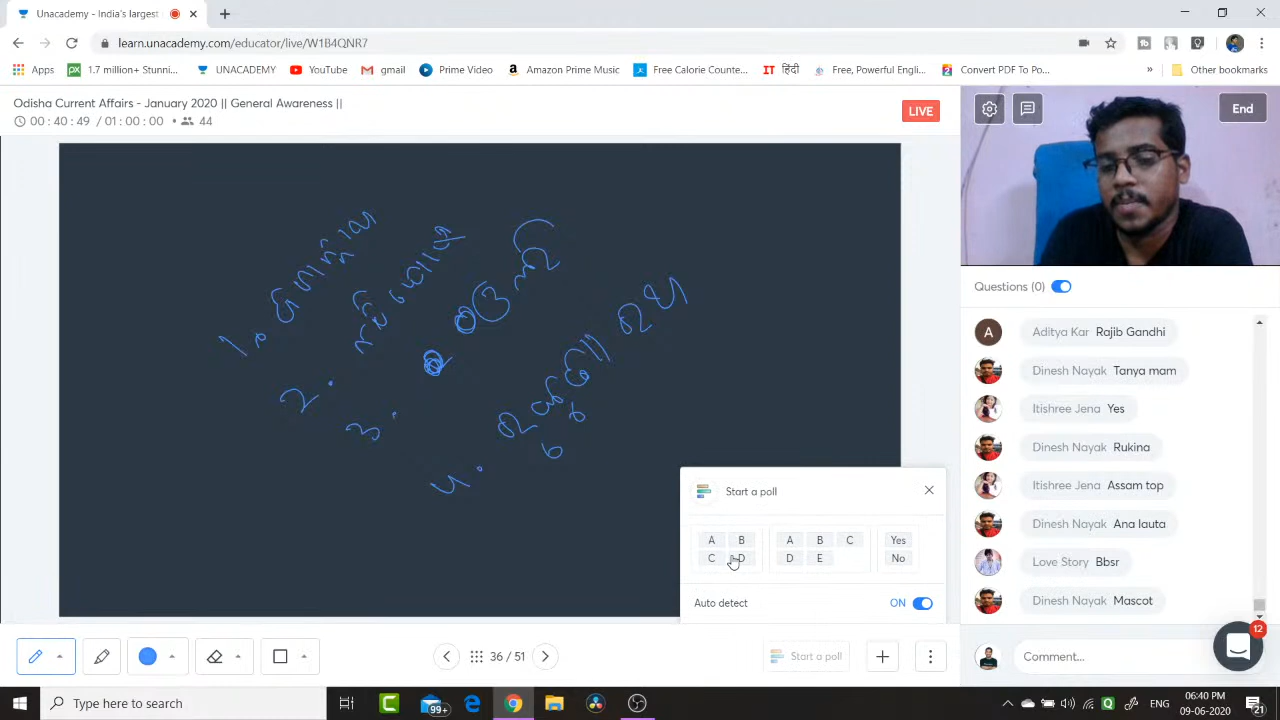 Unacademy - India's largest
learn.unacademy.com/educator/live/W1B4QNR7
Apps
1.7 million+ Stunni...
UNACADEMY
YouTube
gmail
Prime Video
Amazon Prime Music
Free Calorie Counte...
IT हिंदी
Free, Powerful Engli...
Convert PDF To Po...
»
Other bookmarks
Odisha Current Affairs - January 2020 || General Awareness ||
00 : 40 : 49 / 01 : 00 : 00 • 44
LIVE
End
1.
2.
3.
4.
Questions (0)
A Aditya Kar Rajib Gandhi
Dinesh Nayak Tanya mam
Itishree Jena Yes
Dinesh Nayak Rukina
Itishree Jena Assam top
Dinesh Nayak Ana lauta
Love Story Bbsr
Dinesh Nayak Mascot
Start a poll
A B
C D
A B C
D E
Yes
No
Auto detect ON
36 / 51
Start a poll
Comment...
12
Type here to search
99+
ENG
06:40 PM
09-06-2020
21